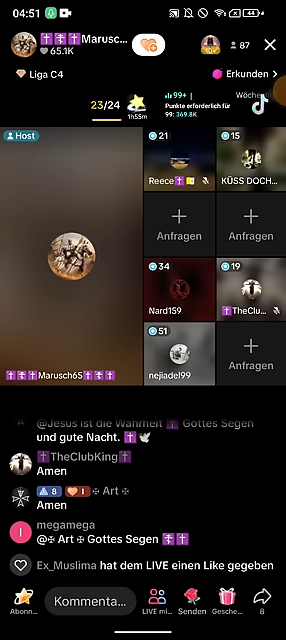 04:51
44
✝️☦️✝️Marusc...
65.1K
87
Liga C4
Erkunden >
23/24
1h55m
99+ |
Punkte erforderlich für
99: 369.8K
Host
21
15
Reece✝️
KÜSS DOCH...
Anfragen
Anfragen
34
19
Nard159
✝️TheClu...
✝️✝️✝️Marusch65✝️✝️✝️
51
nejiadel99
Anfragen
@Jesus ist die Wahrheit ✝️ Gottes Segen
und gute Nacht. ✝️🕊️
✝️TheClubKing✝️
Amen
8 I ✠ Art ✠
Amen
megamega
@✠ Art ✠ Gottes Segen ☦️✝️
Ex_Muslima hat dem LIVE einen Like gegeben
Abonn...
Kommenta...
LIVE mi...
Senden
Gesche...
8